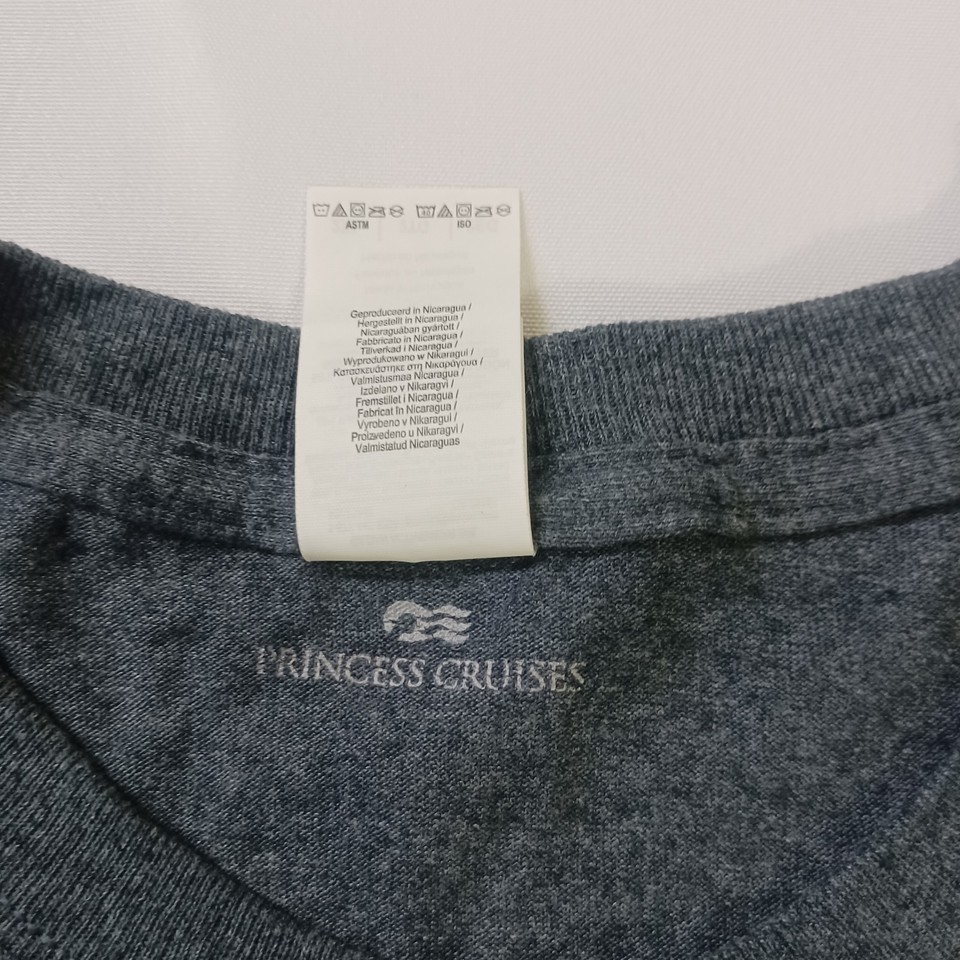 ASTM ISO
Geproduceerd in Nicaragua /
Hergestellt in Nicaragua /
Nicaraguában gyártott /
Fabbricato in Nicaragua /
Tillverkad i Nicaragua /
Wyprodukowano w Nikaragui /
Κατασκευάστηκε στη Νικαράγουα /
Valmistusmaa Nicaragua /
Izdelano v Nikaragvi /
Fremstillet i Nicaragua /
Fabricat în Nicaragua /
Vyrobeno v Nikaragui /
Proizvedeno u Nikaragvi /
Valmistatud Nicaraguas
PRINCESS CRUISES